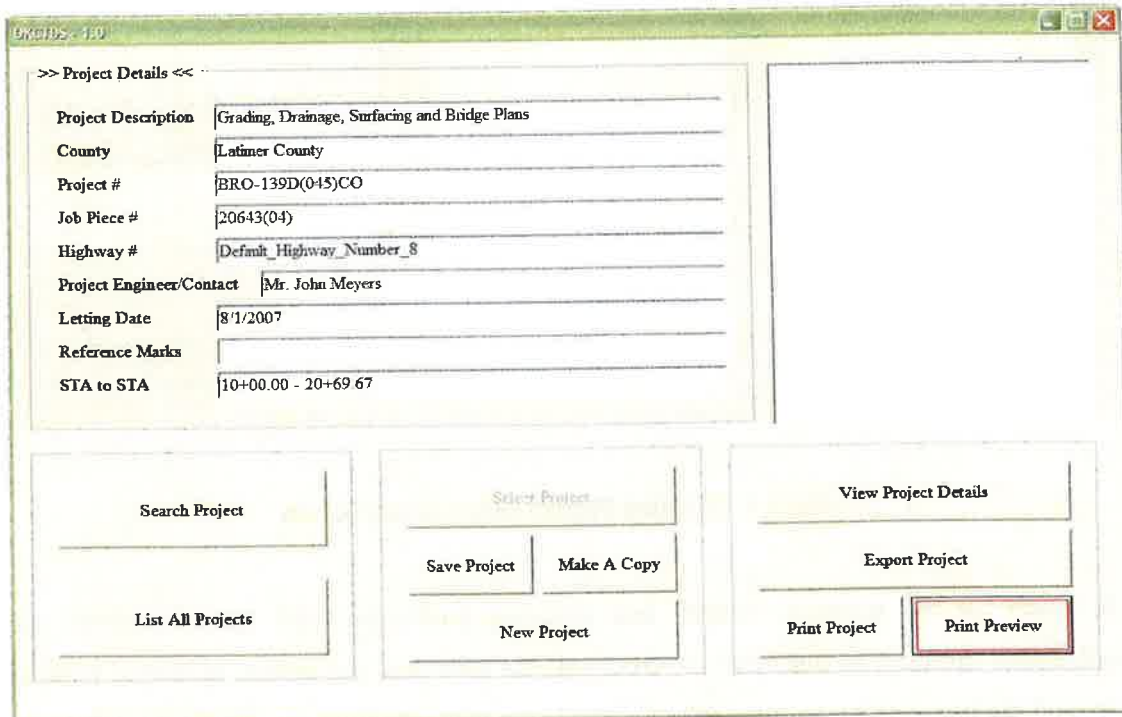 >> Project Details <<
Project Description Grading, Drainage, Surfacing and Bridge Plans
County Latimer County
Project # BRO-139D(045)CO
Job Piece # 20643(04)
Highway # Default_Highway_Number_8
Project Engineer/Contact Mr. John Meyers
Letting Date 8/1/2007
Reference Marks
STA to STA 10+00.00 - 20+69.67
Search Project
List All Projects
Select Project
Save Project Make A Copy
New Project
View Project Details
Export Project
Print Project Print Preview